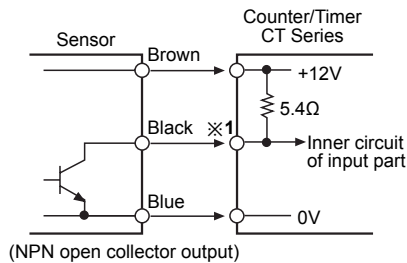 Counter/Timer
CT Series
Sensor
Brown
+12V
5.4Ω
Black
※1
Inner circuit
of input part
Blue
0V
(NPN open collector output)